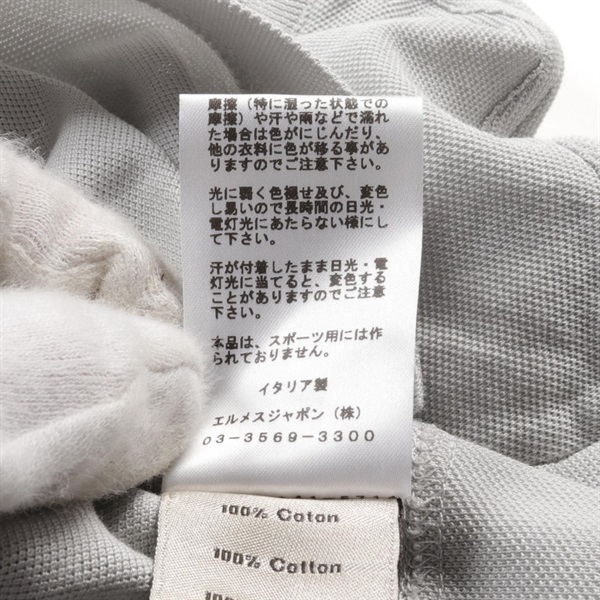 摩擦（特に湿った状態での
摩擦）や汗や雨などで濡れ
た場合は色がにじんだり、
他の衣料に色が移る事があ
りますのでご注意下さい。
光に弱く色褪せ及び、変色
し易いので長時間の日光・
電灯光にあたらない様にし
て下さい。
汗が付着したまま日光・電
灯光に当てると、変色する
ことがありますのでご注意
下さい。
本品は、スポーツ用には作
られておりません。
イタリア製
エルメスジャポン（株）
03-3569-3300
100% Coton
100% Cotton